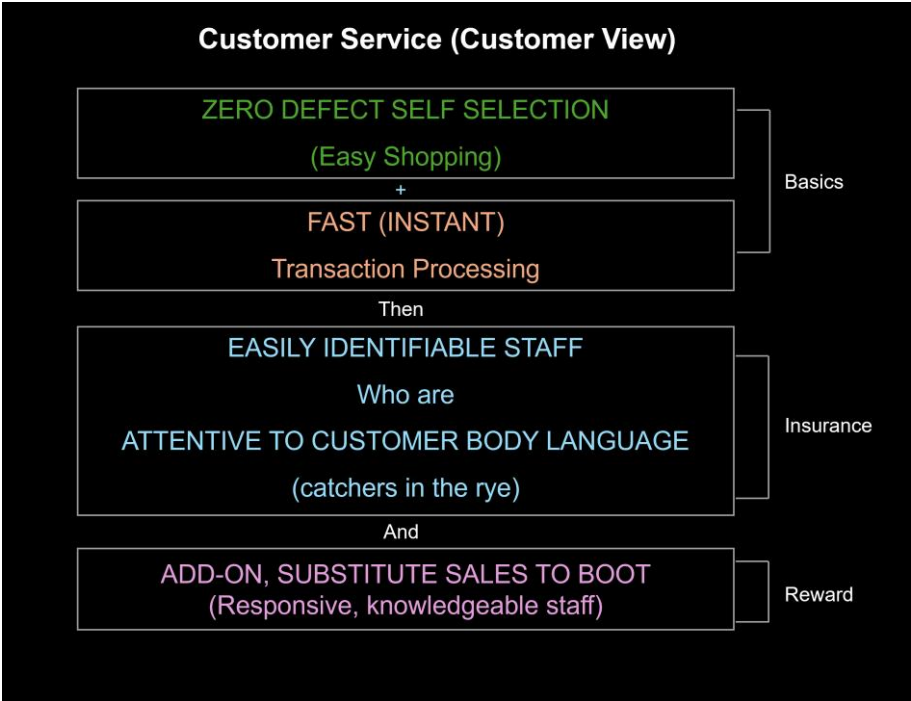 Customer Service (Customer View)
ZERO DEFECT SELF SELECTION
(Easy Shopping)
Basics
+
FAST (INSTANT)
Transaction Processing
Then
EASILY IDENTIFIABLE STAFF
Who are
Insurance
ATTENTIVE TO CUSTOMER BODY LANGUAGE
(catchers in the rye)
And
ADD-ON, SUBSTITUTE SALES TO BOOT
(Responsive, knowledgeable staff)
Reward